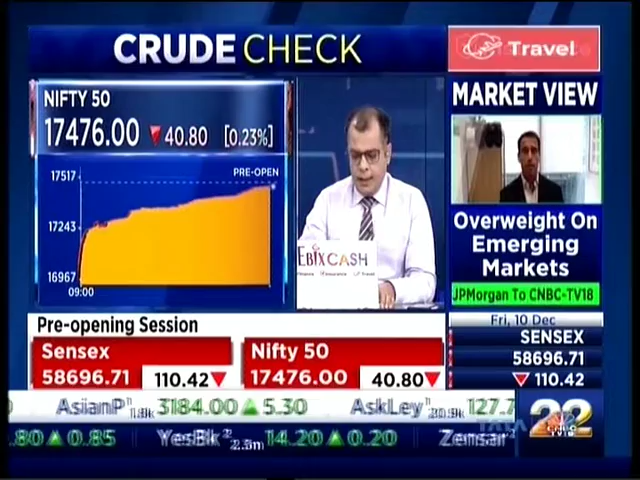 CRUDE CHECK
Travel
NIFTY 50
17476.00 ▼ 40.80 [0.23%]
PRE-OPEN
17517
17243
16967
09:00
EBIXCASH
MARKET VIEW
Overweight On
Emerging
Markets
JPMorgan To CNBC-TV18
Fri, 10 Dec
SENSEX
58696.71
▼ 110.42
Pre-opening Session
Sensex
58696.71 110.42▼
Nifty 50
17476.00 40.80▼
AsianP 3184.00 ▲ 5.30 AskLey 127.7
.80 ▲ 0.85 YesBk 14.20 ▲ 0.20 Zensar
CNBC
TV18